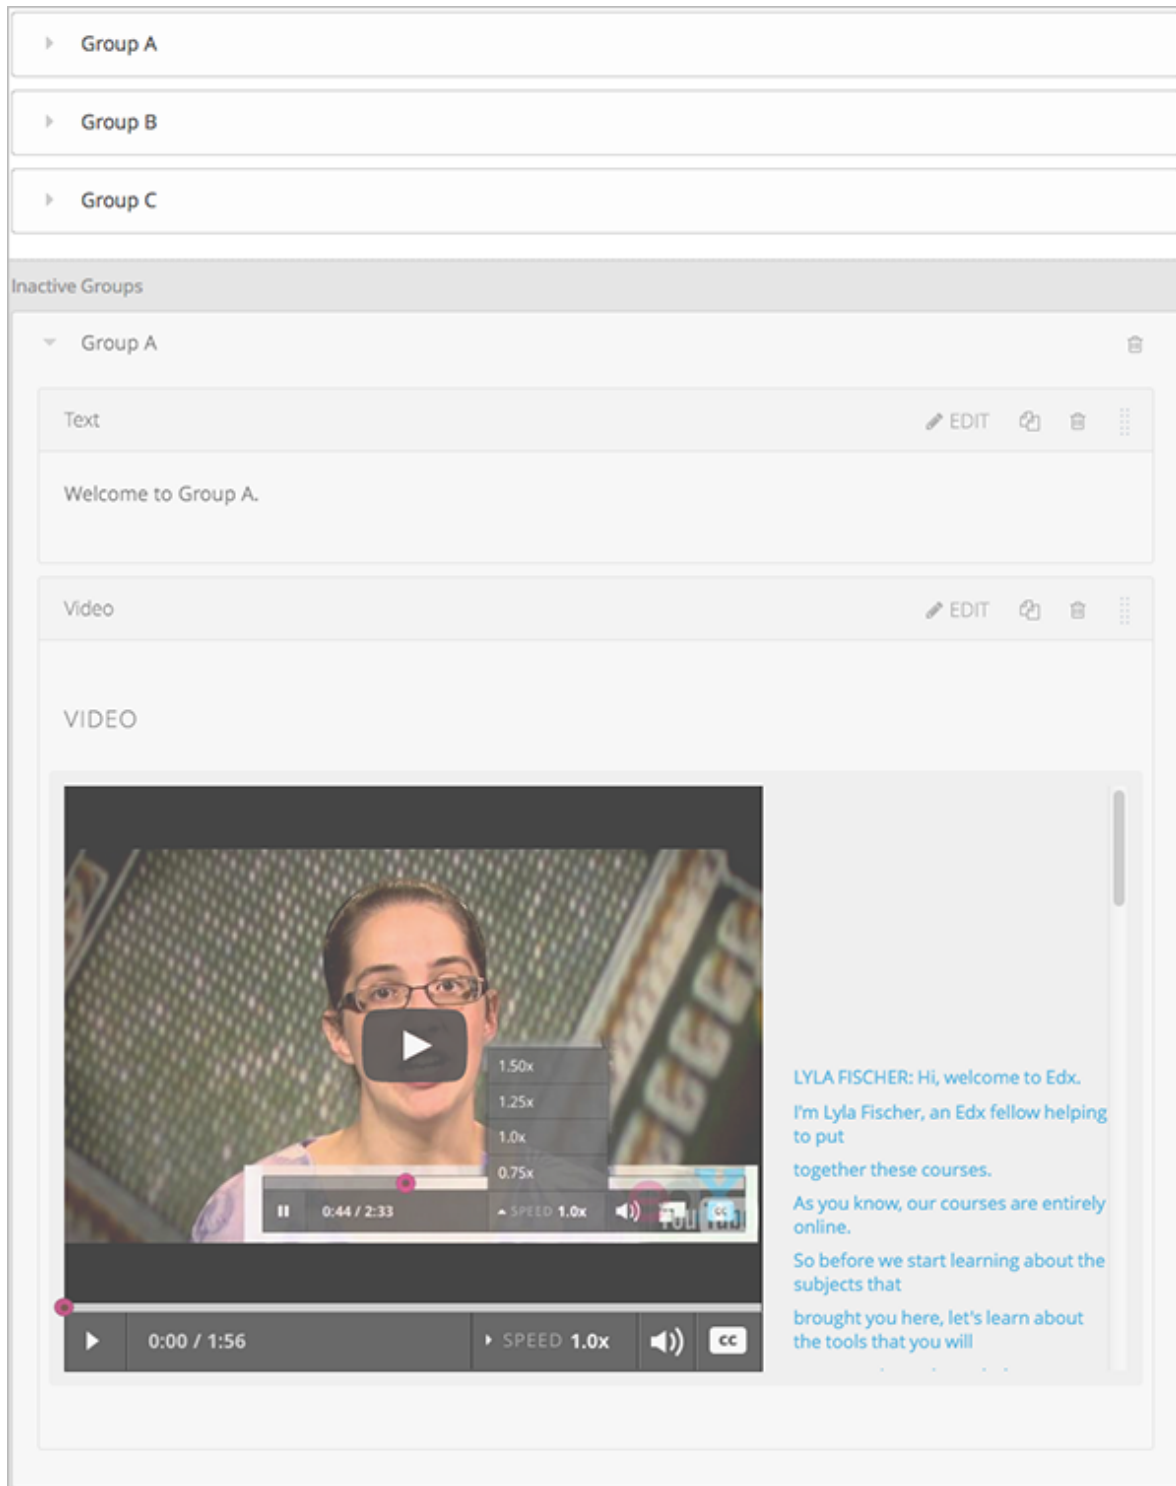 Group A
Group B
Group C
Inactive Groups
Group A
Text
EDIT
Welcome to Group A.
Video
EDIT
VIDEO
1.50x
1.25x
1.0x
0.75x
0:44 / 2:33
SPEED 1.0x
cc
0:00 / 1:56
SPEED 1.0x
cc
LYLA FISCHER: Hi, welcome to Edx.
I'm Lyla Fischer, an Edx fellow helping
to put
together these courses.
As you know, our courses are entirely
online.
So before we start learning about the
subjects that
brought you here, let's learn about
the tools that you will